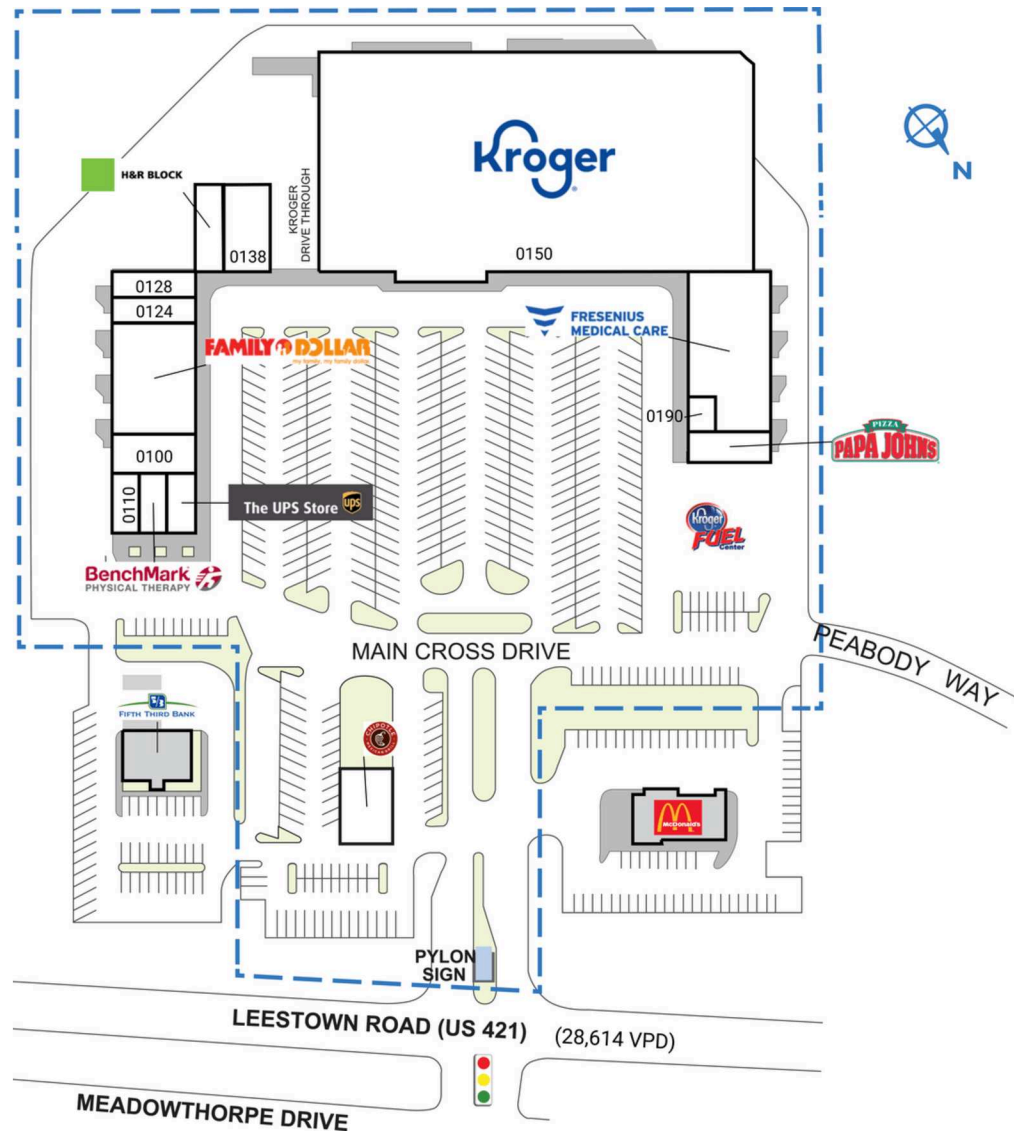 Kroger
N
H&R BLOCK
KROGER
DRIVE THROUGH
0138
0150
0128
0124
FRESENIUS
MEDICAL CARE
FAMILY DOLLAR
my family. my family dollar.
0190
PIZZA
PAPA JOHNS
0100
0110
The UPS Store
ups
Kroger
FUEL
Center
BenchMark
PHYSICAL THERAPY
MAIN CROSS DRIVE
PEABODY WAY
FIFTH THIRD BANK
CHIPOTLE
McDonald's
PYLON
SIGN
LEESTOWN ROAD (US 421) (28,614 VPD)
MEADOWTHORPE DRIVE